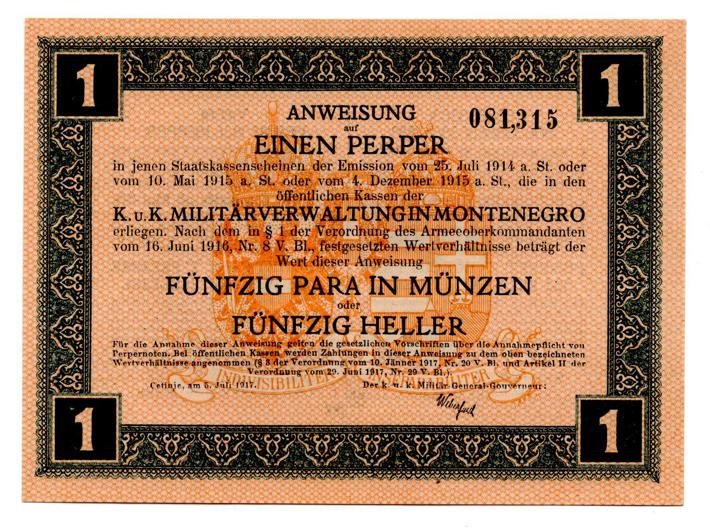 1
1
ANWEISUNG
081,315
auf
EINEN PERPER
in jenen Staatskassenscheinen der Emission vom 25. Juli 1914 a. St. oder
vom 10. Mai 1915 a. St. oder vom 4. Dezember 1915 a. St., die in den
öffentlichen Kassen der
K. U. K. MILITÄRVERWALTUNG IN MONTENEGRO
erliegen. Nach dem in § 1 der Verordnung des Armeeoberkommandanten
vom 16. Juni 1916, Nr. 8 V. Bl., festgesetzten Wertverhältnisse beträgt der
Wert dieser Anweisung
FÜNFZIG PARA IN MÜNZEN
oder
FÜNFZIG HELLER
Für die Annahme dieser Anweisung gelten die gesetzlichen Vorschriften über die Annahmepflicht von
Perpernoten. Bei öffentlichen Kassen werden Zahlungen in dieser Anweisung zu dem oben bezeichneten
Wertverhältnisse angenommen (§ 3 der Verordnung vom 10. Jänner 1917, Nr. 20 V. Bl. und Artikel II der
Verordnung vom 29. Juni 1917, Nr. 29 V. Bl.).
Cetinje, am 5. Juli 1917.
Der k. u. k. Militär-General-Gouverneur:
1
1